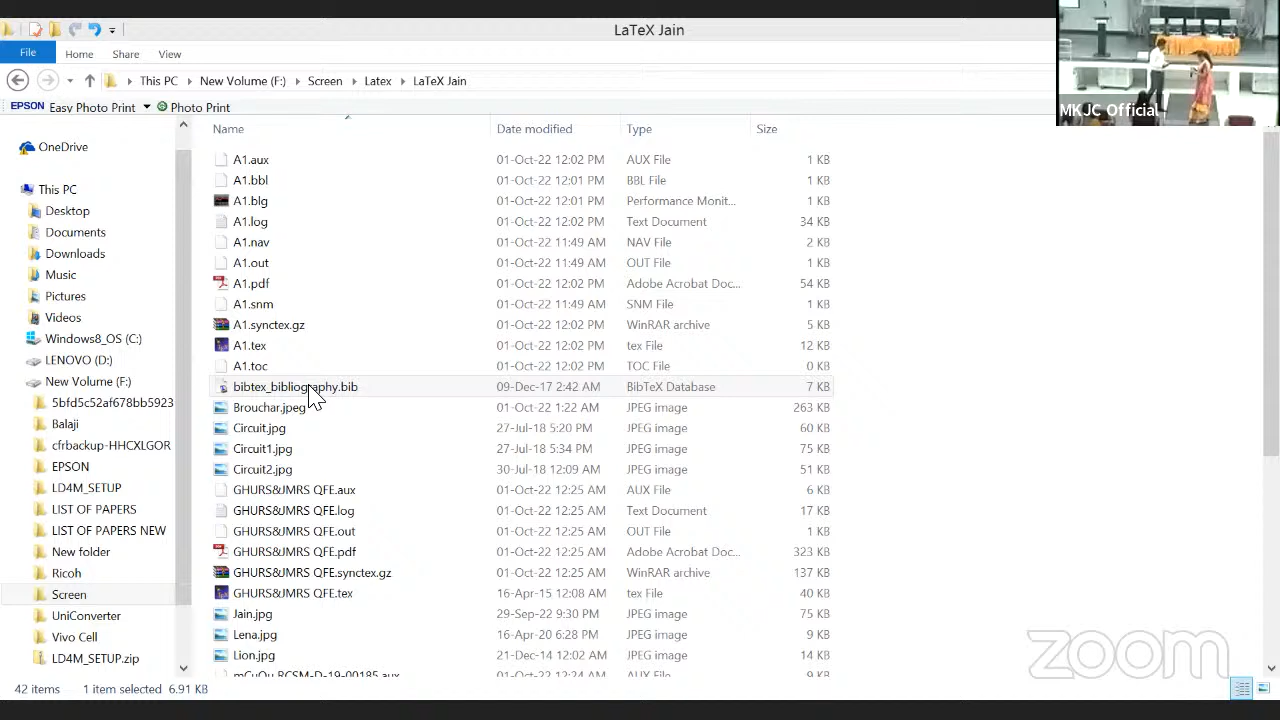 LaTeX Jain
MKJC Official
File Home Share View
This PC New Volume (F:) Screen Latex LaTeX Jain
EPSON Easy Photo Print Photo Print
Name Date modified Type Size
OneDrive
This PC
Desktop
Documents
Downloads
Music
Pictures
Videos
Windows8_OS (C:)
LENOVO (D:)
New Volume (F:)
5bfd5c52af678bb5923
Balaji
cfrbackup-HHCXLGOR
EPSON
LD4M_SETUP
LIST OF PAPERS
LIST OF PAPERS NEW
New folder
Ricoh
Screen
UniConverter
Vivo Cell
LD4M_SETUP.zip
A1.aux 01-Oct-22 12:02 PM AUX File 1 KB
A1.bbl 01-Oct-22 12:01 PM BBL File 1 KB
A1.blg 01-Oct-22 12:01 PM Performance Monit... 1 KB
A1.log 01-Oct-22 12:02 PM Text Document 34 KB
A1.nav 01-Oct-22 11:49 AM NAV File 2 KB
A1.out 01-Oct-22 11:49 AM OUT File 1 KB
A1.pdf 01-Oct-22 12:02 PM Adobe Acrobat Doc... 54 KB
A1.snm 01-Oct-22 11:49 AM SNM File 1 KB
A1.synctex.gz 01-Oct-22 12:02 PM WinRAR archive 5 KB
A1.tex 01-Oct-22 12:02 PM tex File 12 KB
A1.toc 01-Oct-22 12:02 PM TOC File 0 KB
bibtex_bibliography.bib 09-Dec-17 2:42 AM BibTeX Database 7 KB
Brouchar.jpeg 01-Oct-22 1:22 AM JPEG image 263 KB
Circuit.jpg 27-Jul-18 5:20 PM JPEG image 60 KB
Circuit1.jpg 27-Jul-18 5:34 PM JPEG image 75 KB
Circuit2.jpg 30-Jul-18 12:09 AM JPEG image 51 KB
GHURS&JMRS QFE.aux 01-Oct-22 12:25 AM AUX File 6 KB
GHURS&JMRS QFE.log 01-Oct-22 12:25 AM Text Document 17 KB
GHURS&JMRS QFE.out 01-Oct-22 12:25 AM OUT File 1 KB
GHURS&JMRS QFE.pdf 01-Oct-22 12:25 AM Adobe Acrobat Doc... 323 KB
GHURS&JMRS QFE.synctex.gz 01-Oct-22 12:25 AM WinRAR archive 137 KB
GHURS&JMRS QFE.tex 16-Apr-15 12:08 AM tex File 40 KB
Jain.jpg 29-Sep-22 9:30 PM JPEG image 75 KB
Lena.jpg 16-Apr-20 6:28 PM JPEG image 9 KB
Lion.jpg 21-Dec-14 12:02 AM JPEG image 14 KB
mCuQu RCSM-D-19-00185.aux 01-Oct-22 12:24 AM AUX File 9 KB
zoom
42 items 1 item selected 6.91 KB